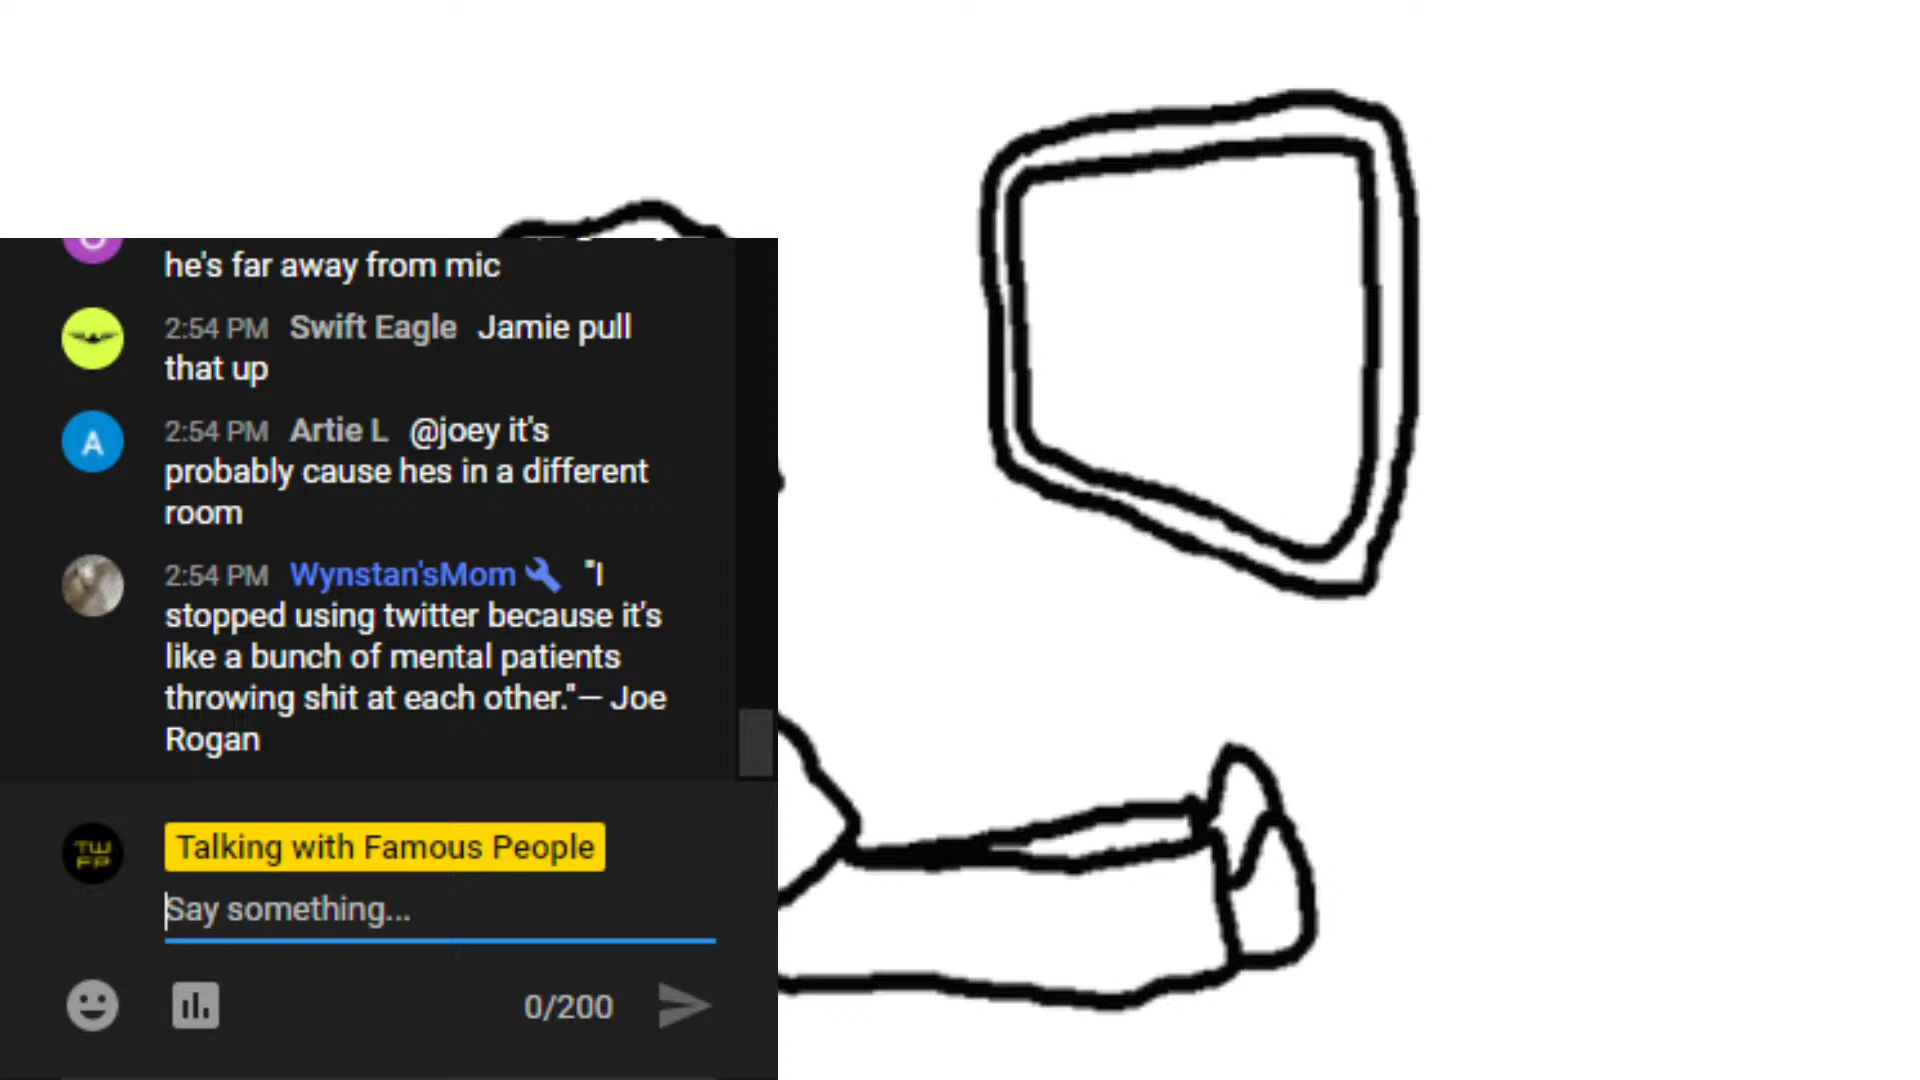 he's far away from mic
2:54 PM Swift Eagle Jamie pull
that up
A
2:54 PM Artie L @joey it's
probably cause hes in a different
room
2:54 PM Wynstan'sMom "I
stopped using twitter because it's
like a bunch of mental patients
throwing shit at each other."— Joe
Rogan
TW
FP
Talking with Famous People
Say something...
0/200